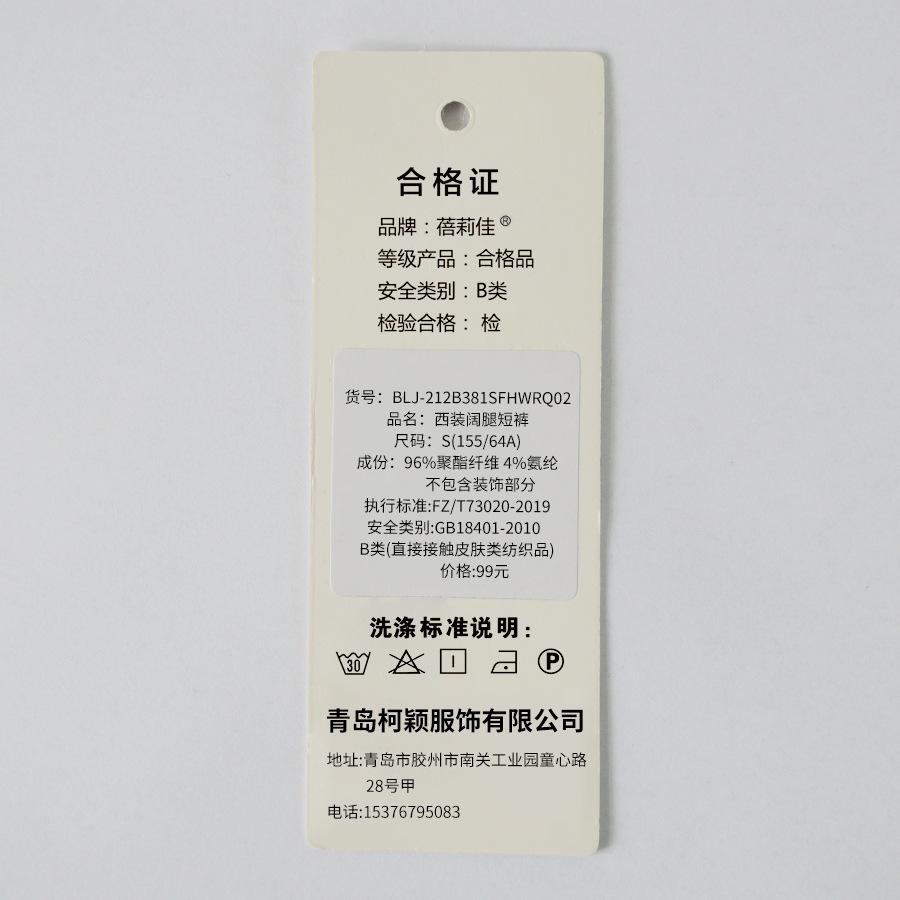 合格证
品牌：蓓莉佳®
等级产品：合格品
安全类别：B类
检验合格： 检
货号：BLJ-212B381SFHWRQ02
品名：西装阔腿短裤
尺码：S(155/64A)
成份：96%聚酯纤维 4%氨纶
不包含装饰部分
执行标准:FZ/T73020-2019
安全类别:GB18401-2010
B类(直接接触皮肤类纺织品)
价格:99元
洗涤标准说明：
30 P
青岛柯颖服饰有限公司
地址:青岛市胶州市南关工业园童心路
28号甲
电话:15376795083